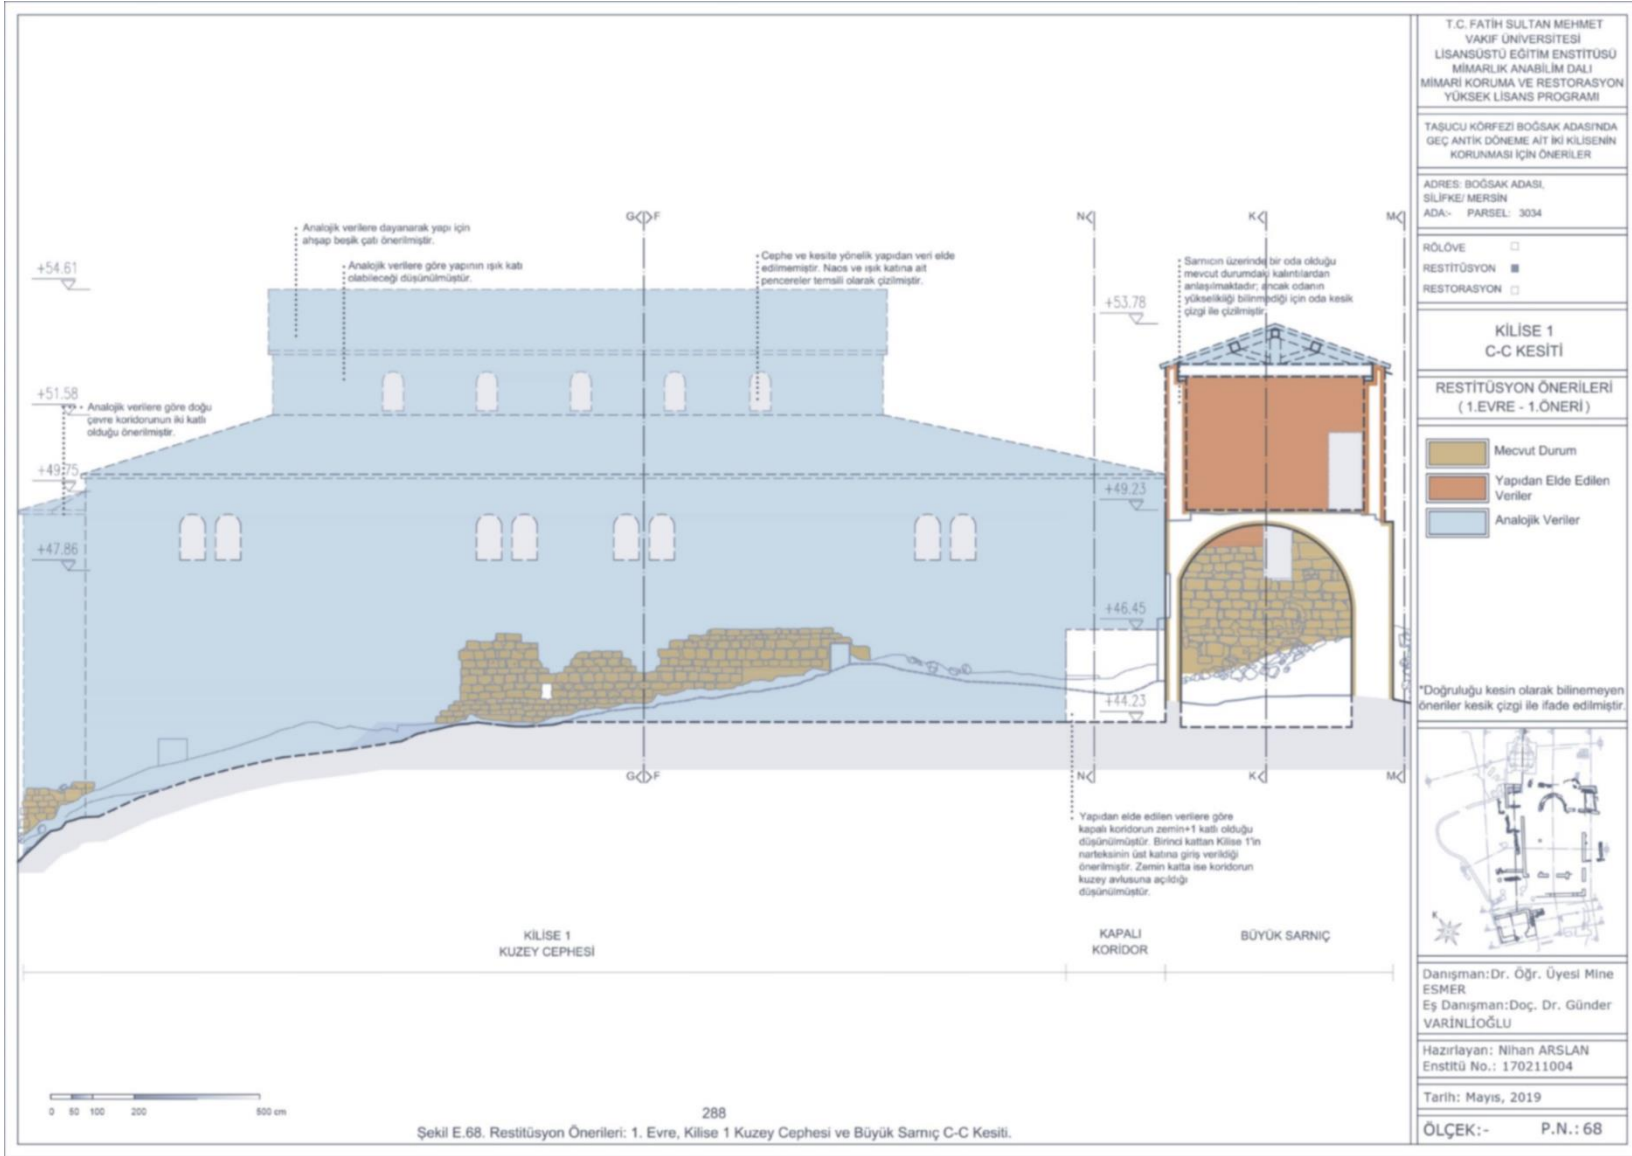 T.C. FATİH SULTAN MEHMET
VAKIF ÜNİVERSİTESİ
LİSANSÜSTÜ EĞİTİM ENSTİTÜSÜ
MİMARLIK ANABİLİM DALI
MİMARİ KORUMA VE RESTORASYON
YÜKSEK LİSANS PROGRAMI
TAŞUCU KÖRFEZİ BOĞSAK ADASI'NDA
GEÇ ANTİK DÖNEME AİT İKİ KİLİSENİN
KORUNMASI İÇİN ÖNERİLER
ADRES: BOĞSAK ADASI,
SİLİFKE/ MERSİN
ADA:- PARSEL: 3034
RÖLÖVE
RESTİTÜSYON
RESTORASYON
KİLİSE 1
C-C KESİTİ
RESTİTÜSYON ÖNERİLERİ
( 1.EVRE - 1.ÖNERİ )
Mecvut Durum
Yapıdan Elde Edilen
Veriler
Analojik Veriler
*Doğruluğu kesin olarak bilinemeyen
öneriler kesik çizgi ile ifade edilmiştir.
K
Danışman:Dr. Öğr. Üyesi Mine
ESMER
Eş Danışman:Doç. Dr. Günder
VARİNLİOĞLU
Hazırlayan: Nihan ARSLAN
Enstitü No.: 170211004
Tarih: Mayıs, 2019
ÖLÇEK:- P.N.: 68
G F
N
K
M
Analojik verilere dayanarak yapı için
ahşap beşik çatı önerilmiştir.
Analojik verilere göre yapının ışık katı
olabileceği düşünülmüştür.
Cephe ve kesite yönelik yapıdan veri elde
edilmemiştir. Naos ve ışık katına ait
pencereler temsili olarak çizilmiştir.
Sarnıcın üzerinde bir oda olduğu
mevcut durumdaki kalıntılardan
anlaşılmaktadır; ancak odanın
yüksekliği bilinmediği için oda kesik
çizgi ile çizilmiştir.
+54.61
+53.78
+51.58
Analojik verilere göre doğu
çevre koridorunun iki katlı
olduğu önerilmiştir.
+49.75
+49.23
+47.86
+46.45
+44.23
G F
N
K
M
Yapıdan elde edilen verilere göre
kapalı koridorun zemin+1 katlı olduğu
düşünülmüştür. Birinci kattan Kilise 1'in
narteksinin üst katına giriş verildiği
önerilmiştir. Zemin katta ise koridorun
kuzey avlusuna açıldığı
düşünülmüştür.
KİLİSE 1
KUZEY CEPHESİ
KAPALI
KORİDOR
BÜYÜK SARNIÇ
0 50 100 200 500 cm
288
Şekil E.68. Restitüsyon Önerileri: 1. Evre, Kilise 1 Kuzey Cephesi ve Büyük Sarnıç C-C Kesiti.